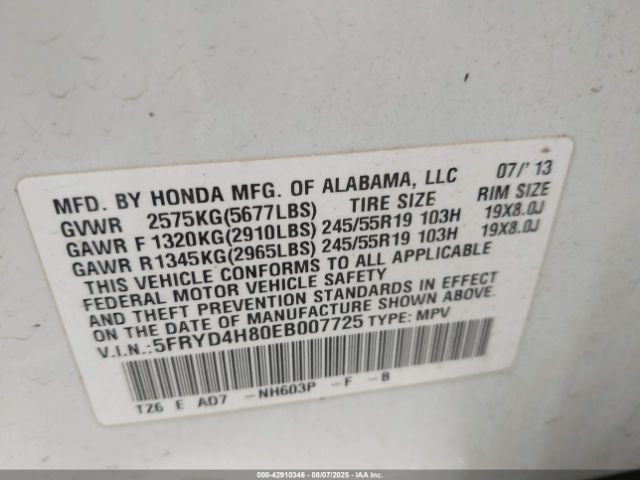 MFD. BY HONDA MFG. OF ALABAMA, LLC 07/'13
GVWR 2575KG(5677LBS) TIRE SIZE RIM SIZE
GAWR F 1320KG(2910LBS) 245/55R19 103H 19X8.0J
GAWR R 1345KG(2965LBS) 245/55R19 103H 19X8.0J
THIS VEHICLE CONFORMS TO ALL APPLICABLE
FEDERAL MOTOR VEHICLE SAFETY
AND THEFT PREVENTION STANDARDS IN EFFECT
ON THE DATE OF MANUFACTURE SHOWN ABOVE.
V.I.N.:5FRYD4H80EB007725 TYPE: MPV
T26 E AD7 -NH603P -F -B
000-42910346 - 08/07/2025 - IAAI.com